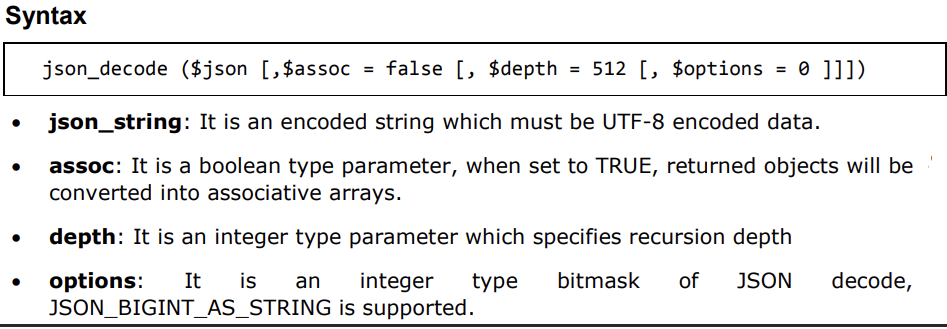 Syntax
json_decode ($json [,$assoc = false [, $depth = 512 [, $options = 0 ]]])
• json_string: It is an encoded string which must be UTF-8 encoded data.
• assoc: It is a boolean type parameter, when set to TRUE, returned objects will be
converted into associative arrays.
• depth: It is an integer type parameter which specifies recursion depth
• options: It is an integer type bitmask of JSON decode,
JSON_BIGINT_AS_STRING is supported.